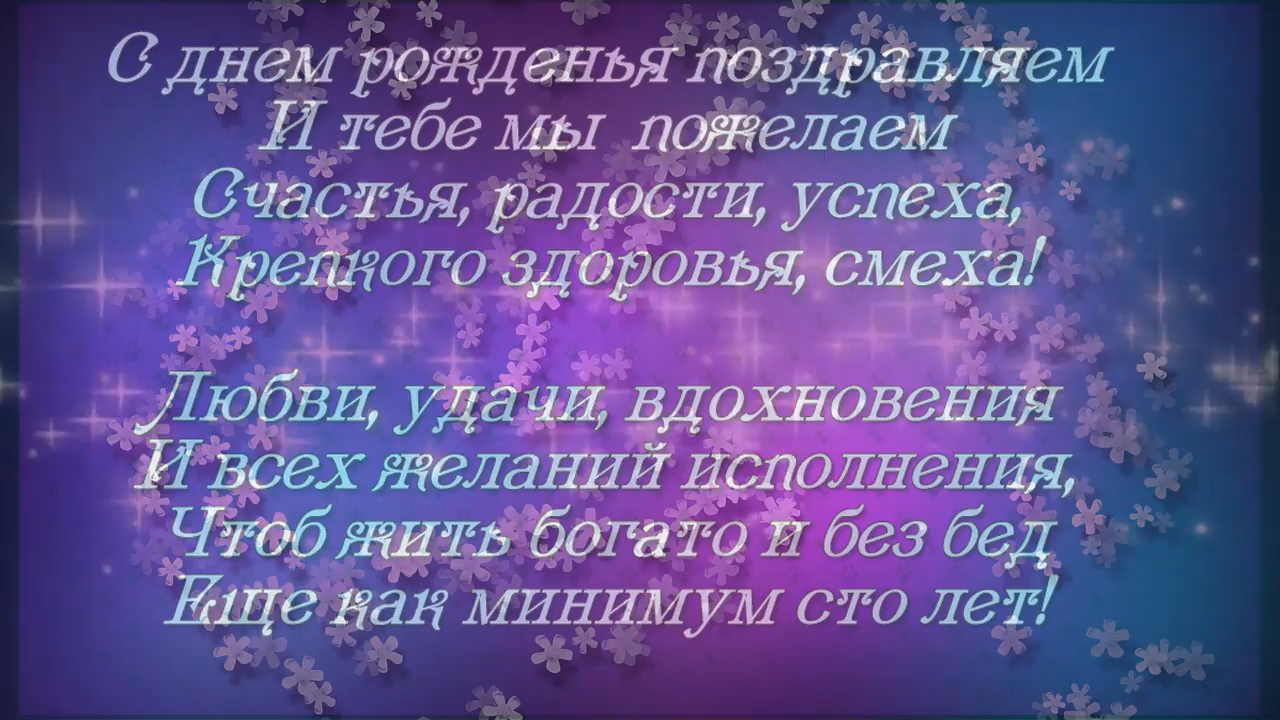 С днем рожденья поздравляем
И тебе мы пожелаем
Счастья, радости, успеха,
Крепкого здоровья, смеха!
Любви, удачи, вдохновения
И всех желаний исполнения,
Чтоб жить богато и без бед
Еще как минимум сто лет!